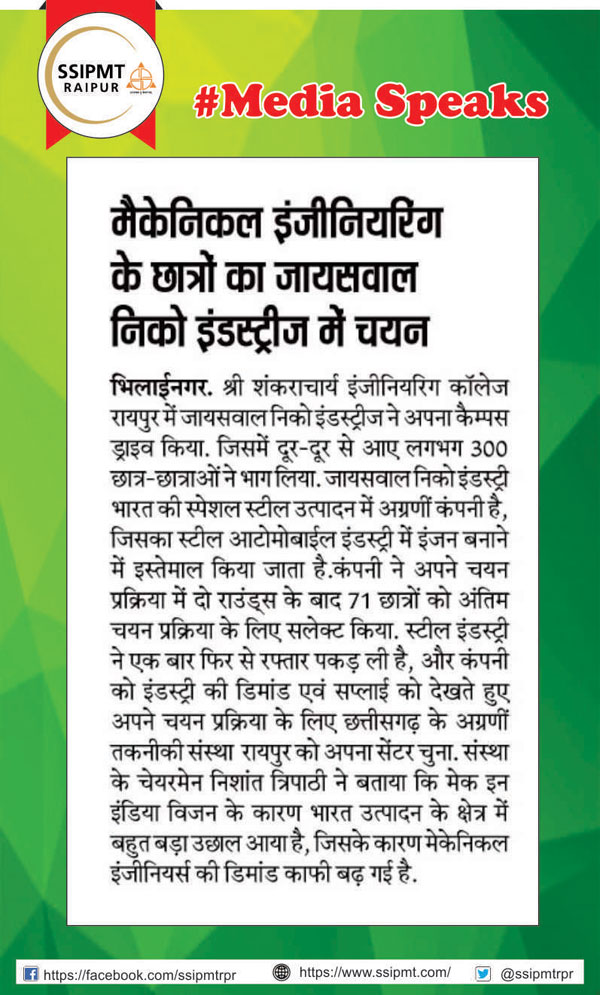 SSIPMT
RAIPUR
#Media Speaks
मैकेनिकल इंजीनियरिंग
के छात्रों का जायसवाल
निको इंडस्ट्रीज में चयन
भिलाईनगर. श्री शंकराचार्य इंजीनियरिग कॉलेज
रायपुर में जायसवाल निको इंडस्ट्रीज ने अपना कैम्पस
ड्राइव किया. जिसमें दूर-दूर से आए लगभग 300
छात्र-छात्राओं ने भाग लिया. जायसवाल निको इंडस्ट्री
भारत की स्पेशल स्टील उत्पादन में अग्रणीं कंपनी है,
जिसका स्टील आटोमोबाईल इंडस्ट्री में इंजन बनाने
में इस्तेमाल किया जाता है.कंपनी ने अपने चयन
प्रक्रिया में दो राउंड्स के बाद 71 छात्रों को अंतिम
चयन प्रक्रिया के लिए सलेक्ट किया. स्टील इंडस्ट्री
ने एक बार फिर से रफ्तार पकड़ ली है, और कंपनी
को इंडस्ट्री की डिमांड एवं सप्लाई को देखते हुए
अपने चयन प्रक्रिया के लिए छत्तीसगढ़ के अग्रणीं
तकनीकी संस्था रायपुर को अपना सेंटर चुना. संस्था
के चेयरमेन निशांत त्रिपाठी ने बताया कि मेक इन
इंडिया विजन के कारण भारत उत्पादन के क्षेत्र में
बहुत बड़ा उछाल आया है, जिसके कारण मेकेनिकल
इंजीनियर्स की डिमांड काफी बढ़ गई है.
https://facebook.com/ssipmtrpr https://www.ssipmt.com/ @ssipmtrpr